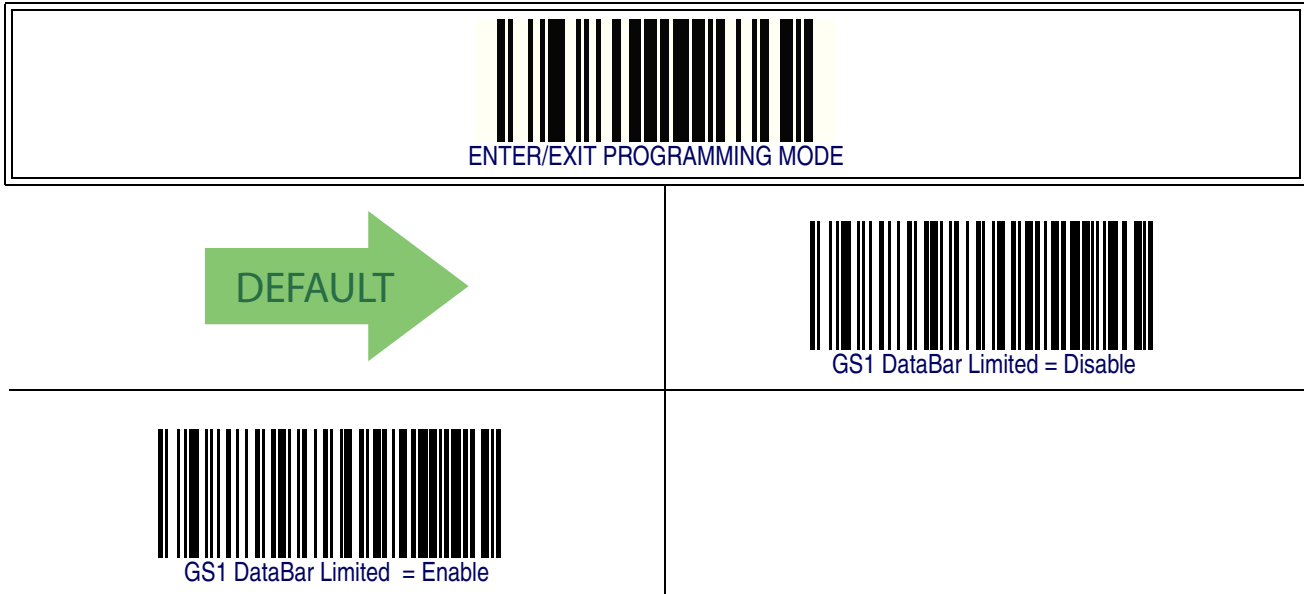 ENTER/EXIT PROGRAMMING MODE
DEFAULT
GS1 DataBar Limited = Disable
GS1 DataBar Limited = Enable